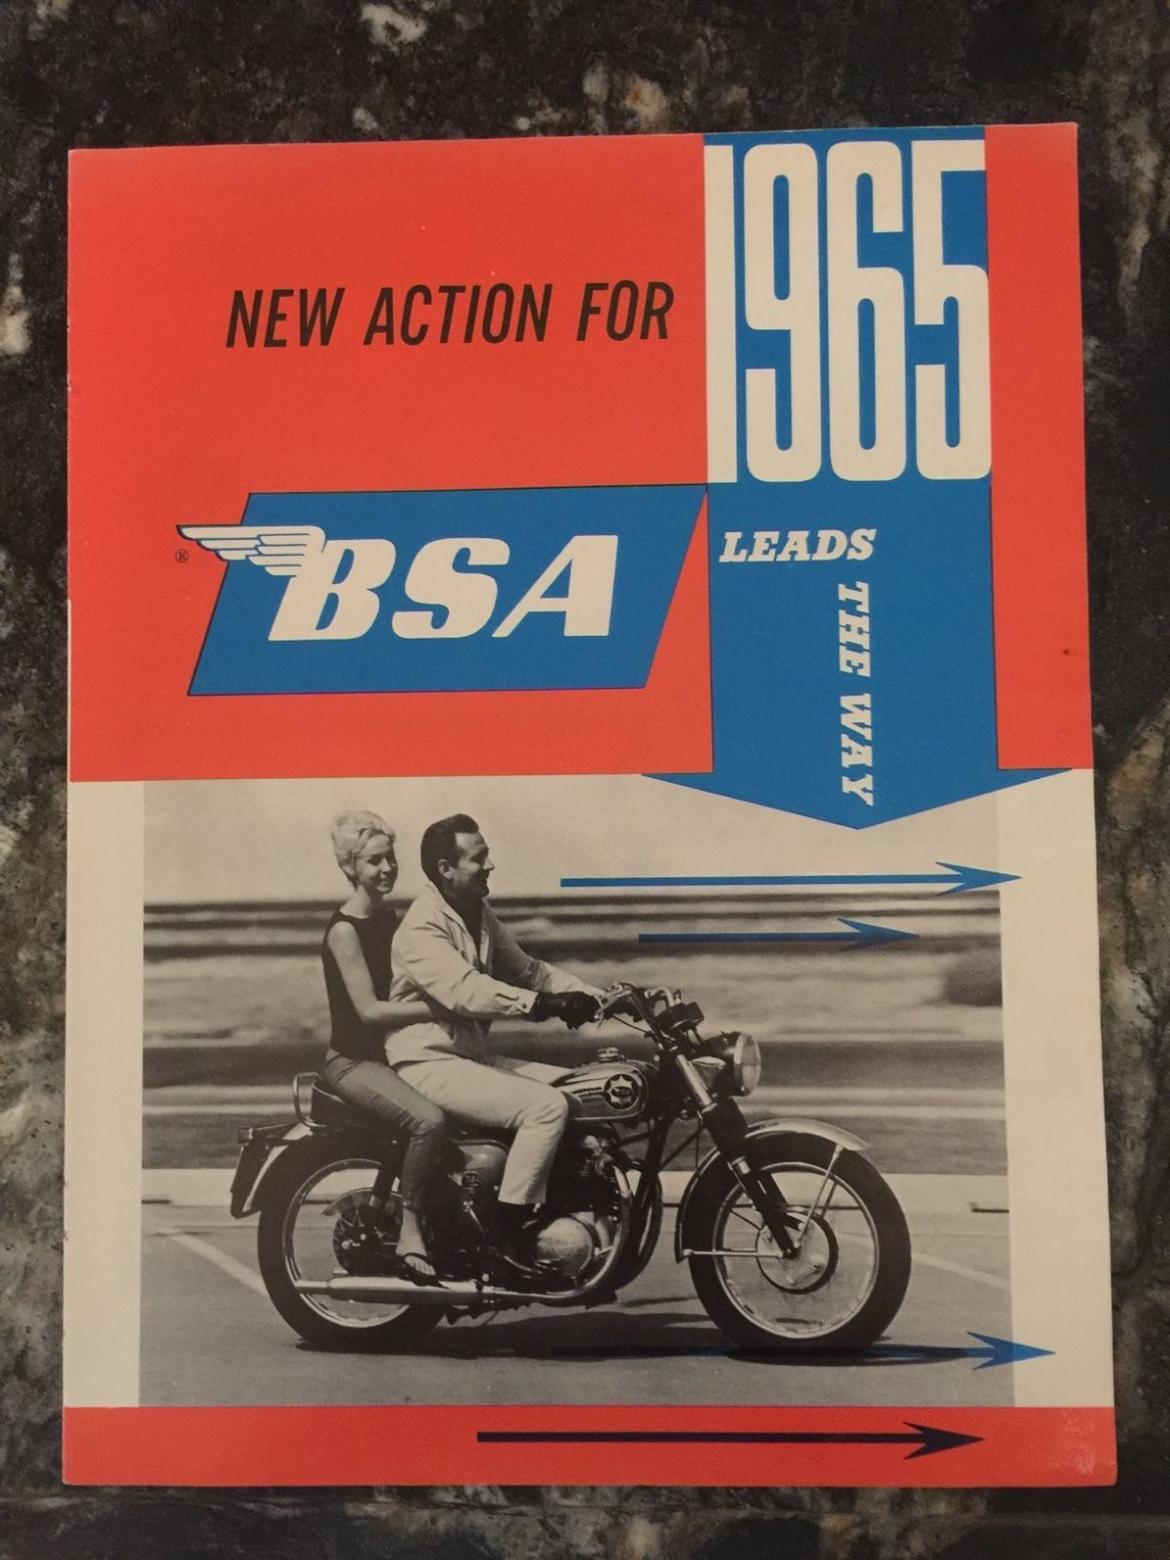 NEW ACTION FOR
1965
®
BSA
LEADS
THE WAY